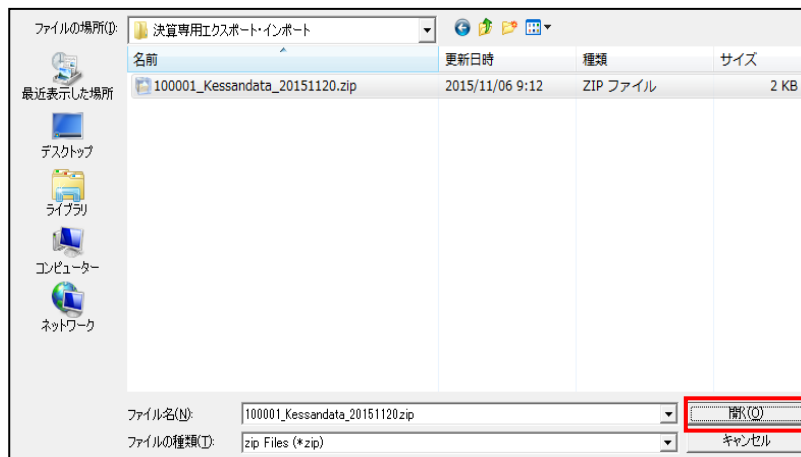 ファイルの場所(I): 決算専用エクスポート・インポート
名前 更新日時 種類 サイズ
100001_Kessandata_20151120.zip 2015/11/06 9:12 ZIP ファイル 2 KB
最近表示した場所
デスクトップ
ライブラリ
コンピューター
ネットワーク
ファイル名(N): 100001_Kessandata_20151120.zip 開く(O)
ファイルの種類(T): zip Files (*.zip) キャンセル